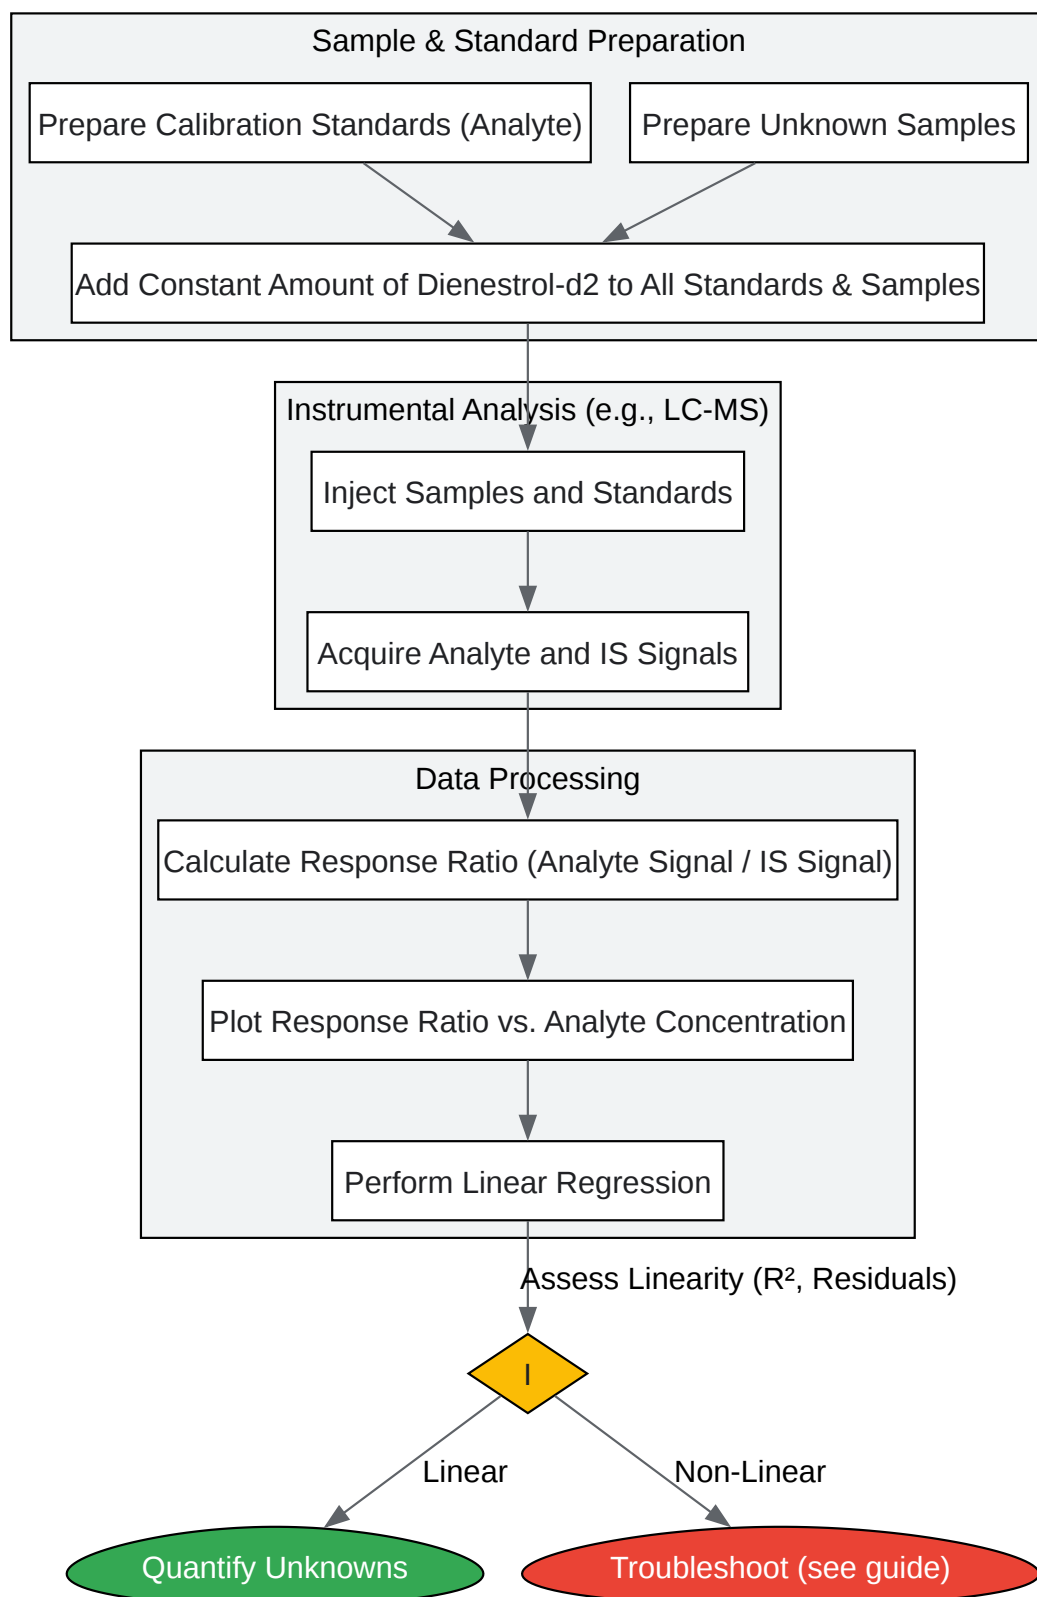 Sample & Standard Preparation
Prepare Calibration Standards (Analyte)
Prepare Unknown Samples
Add Constant Amount of Dienestrol-d2 to All Standards & Samples
Instrumental Analysis (e.g., LC-MS)
Inject Samples and Standards
Acquire Analyte and IS Signals
Data Processing
Calculate Response Ratio (Analyte Signal / IS Signal)
Plot Response Ratio vs. Analyte Concentration
Perform Linear Regression
Assess Linearity (R², Residuals)
I
Linear
Non-Linear
Quantify Unknowns
Troubleshoot (see guide)